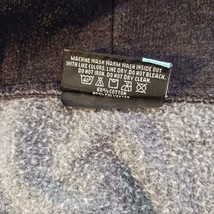 MACHINE WASH WARM WASH INSIDE OUT
WITH LIKE COLORS. LINE DRY. DO NOT BLEACH.
DO NOT IRON. DO NOT DRY CLEAN.
60% COTTON